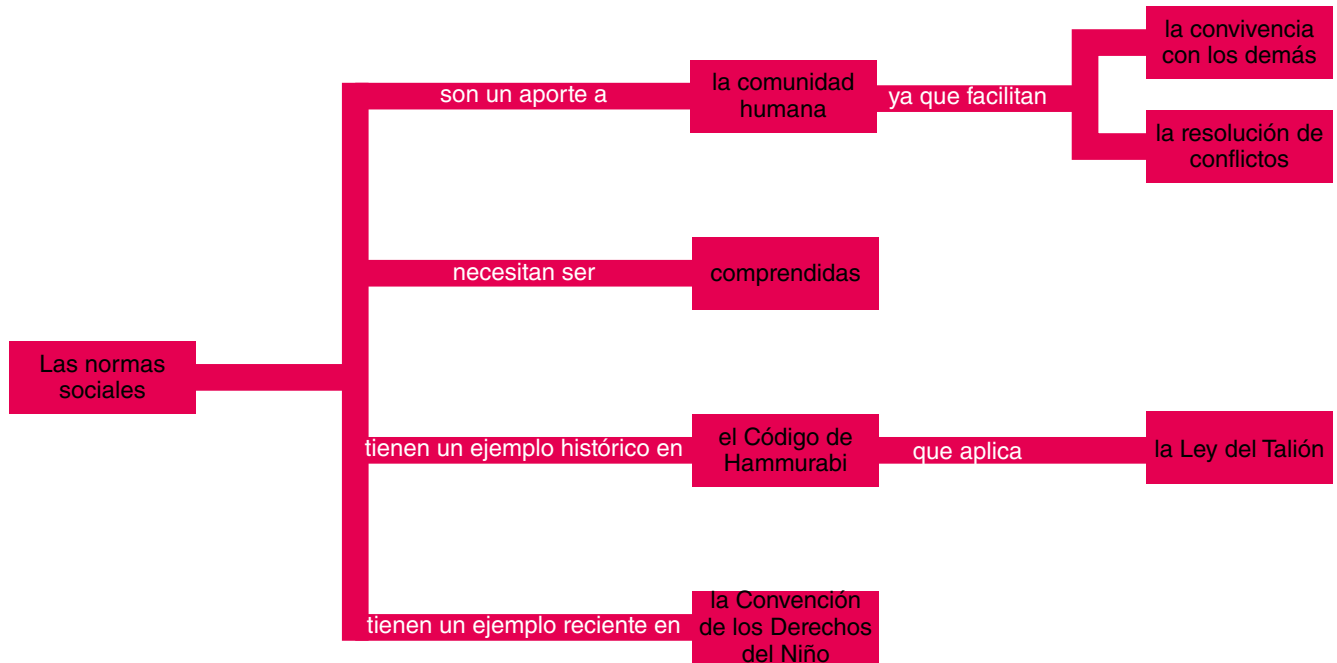 la convivencia
con los demás
son un aporte a
la comunidad
humana
ya que facilitan
la resolución de
conflictos
necesitan ser
comprendidas
Las normas
sociales
tienen un ejemplo histórico en
el Código de
Hammurabi
que aplica
la Ley del Talión
tienen un ejemplo reciente en
la Convención
de los Derechos
del Niño